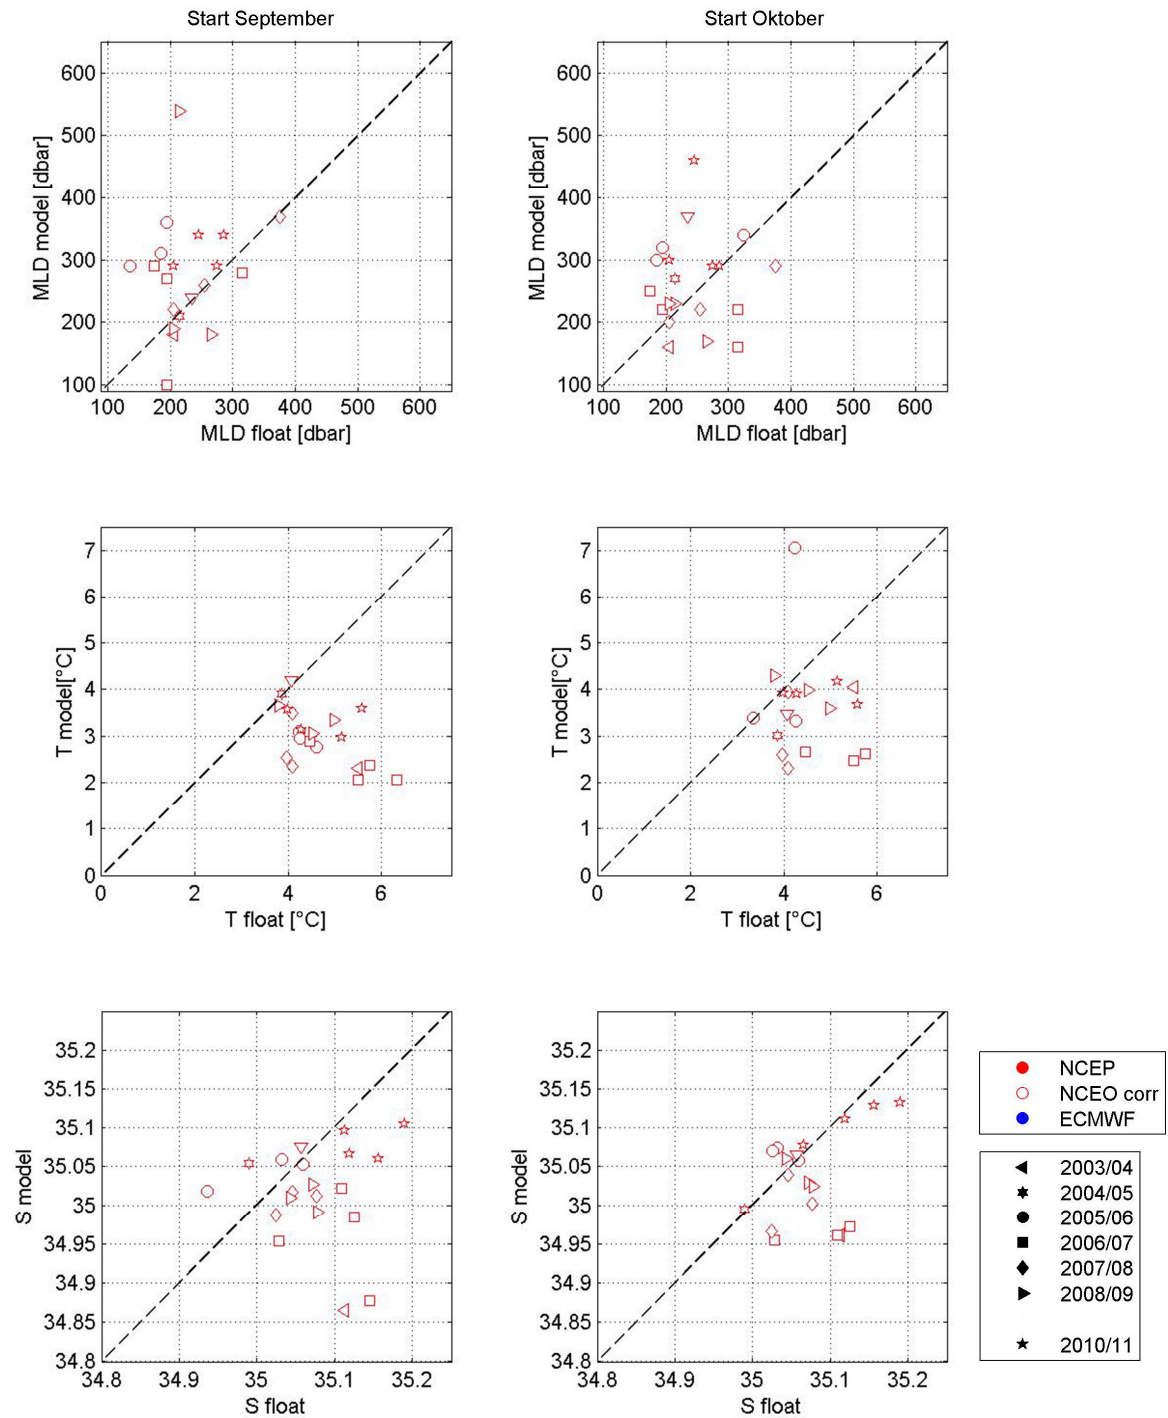 Start September
Start Oktober
600
500
400
300
200
100
MLD model [dbar]
100 200 300 400 500 600
MLD float [dbar]
600
500
400
300
200
100
MLD model [dbar]
100 200 300 400 500 600
MLD float [dbar]
7
6
5
4
3
2
1
0
T model[°C]
0 2 4 6
T float [°C]
7
6
5
4
3
2
1
0
T model[°C]
0 2 4 6
T float [°C]
35.2
35.15
35.1
35.05
35
34.95
34.9
34.85
34.8
S model
34.8 34.9 35 35.1 35.2
S float
35.2
35.15
35.1
35.05
35
34.95
34.9
34.85
34.8
S model
34.8 34.9 35 35.1 35.2
S float
NCEP
NCEO corr
ECMWF
2003/04
2004/05
2005/06
2006/07
2007/08
2008/09
2010/11